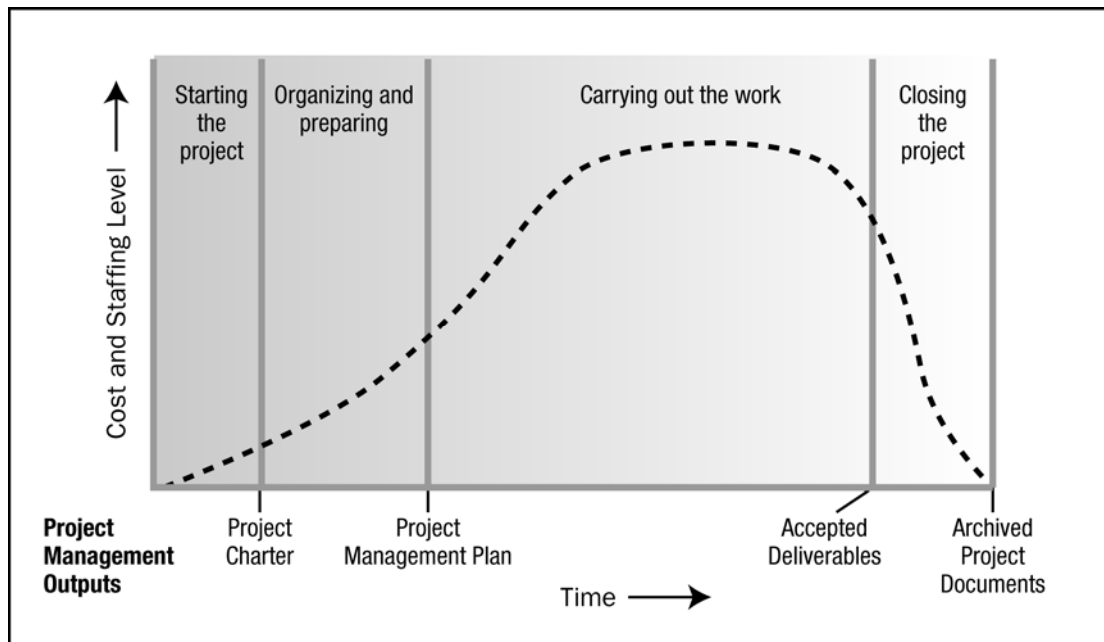 Starting
the
project
Organizing and
preparing
Carrying out the work
Closing
the
project
Cost and Staffing Level
Project
Management
Outputs
Project
Charter
Project
Management Plan
Accepted
Deliverables
Archived
Project
Documents
Time